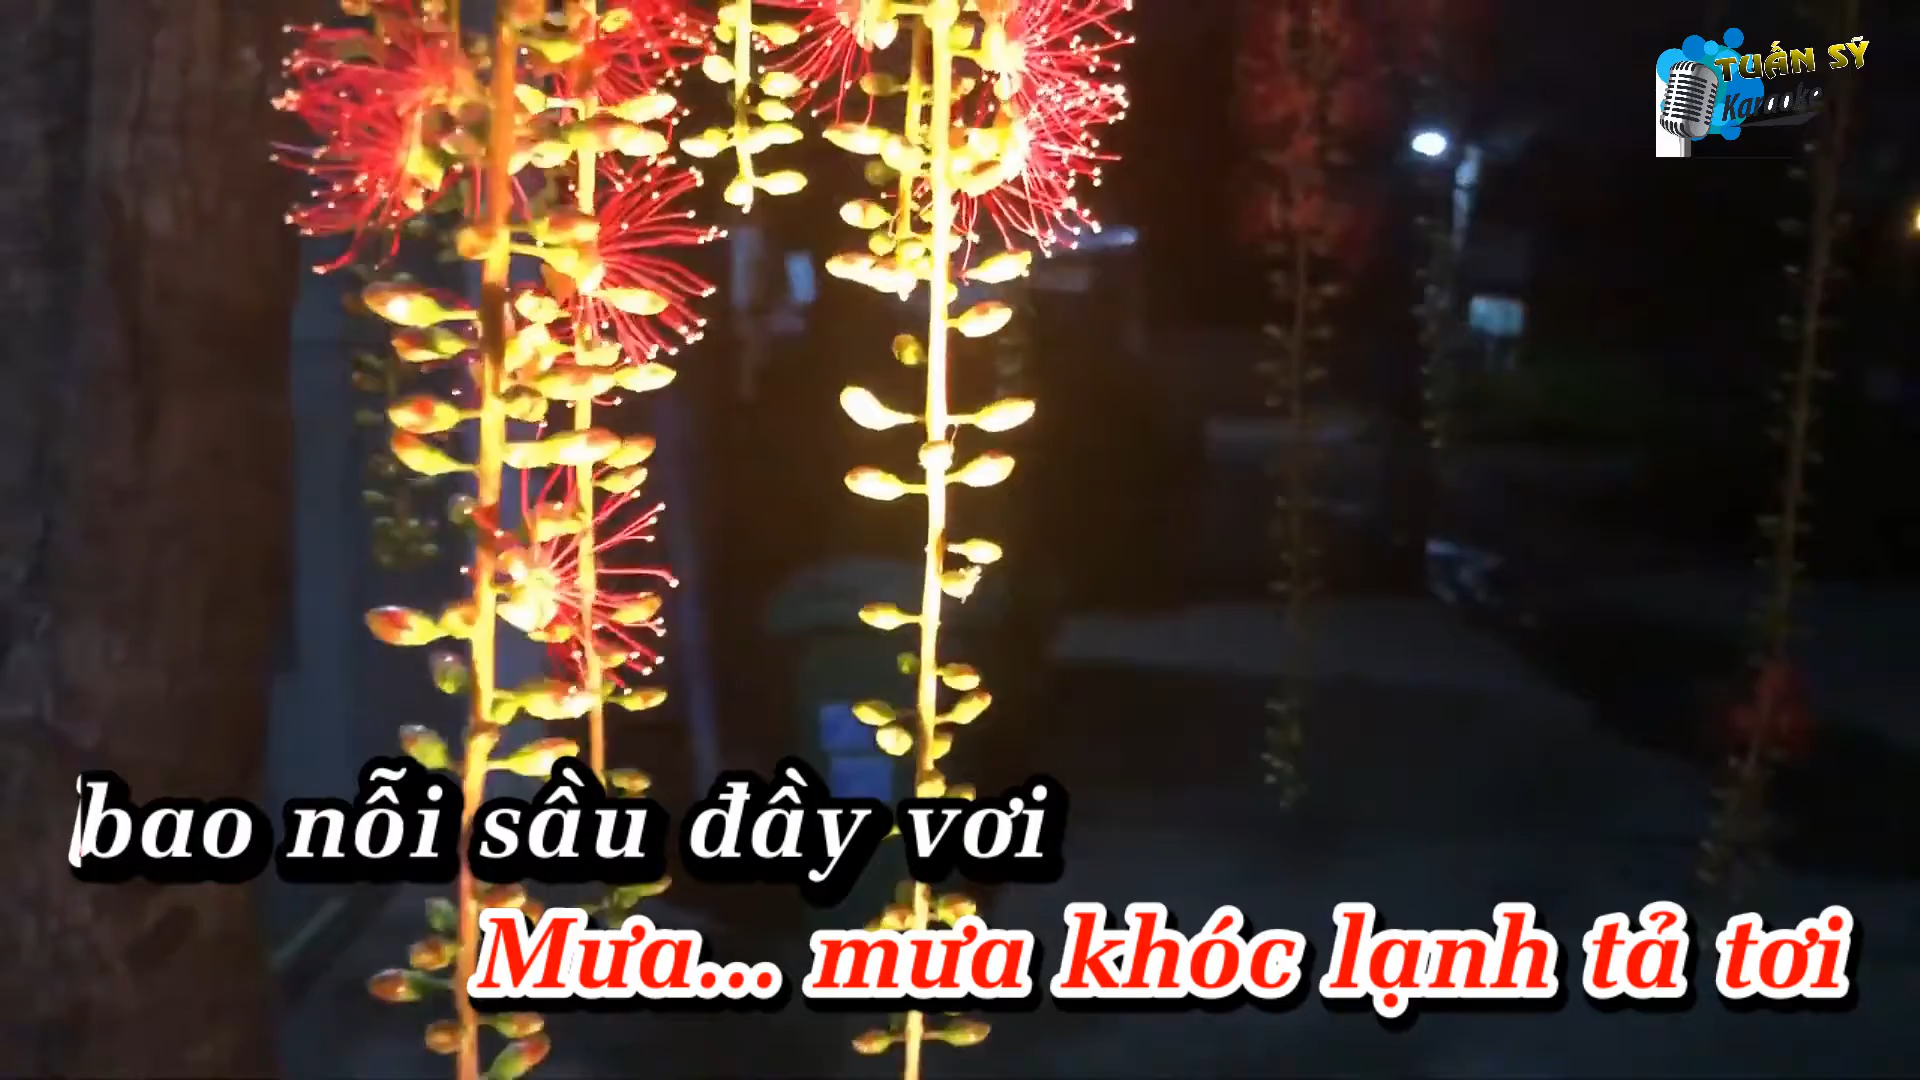 TUẤN SỸ
Karaoke
bao nỗi sầu đầy vơi
Mưa... mưa khóc lạnh tả tơi